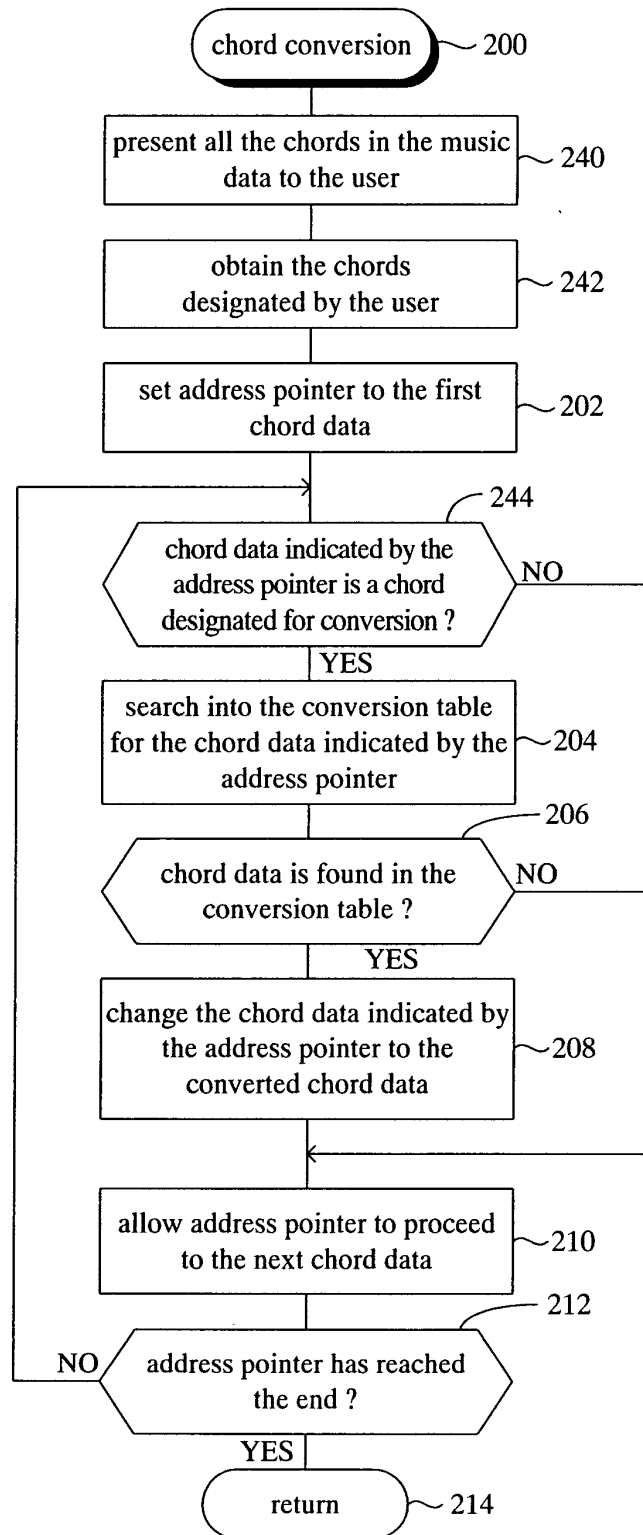 chord conversion
200
present all the chords in the music
data to the user
240
obtain the chords
designated by the user
242
set address pointer to the first
chord data
202
244
chord data indicated by the
address pointer is a chord
designated for conversion ?
NO
YES
search into the conversion table
for the chord data indicated by the
address pointer
204
206
chord data is found in the
conversion table ?
NO
YES
change the chord data indicated by
the address pointer to the
converted chord data
208
allow address pointer to proceed
to the next chord data
210
212
NO
address pointer has reached
the end ?
YES
return
214